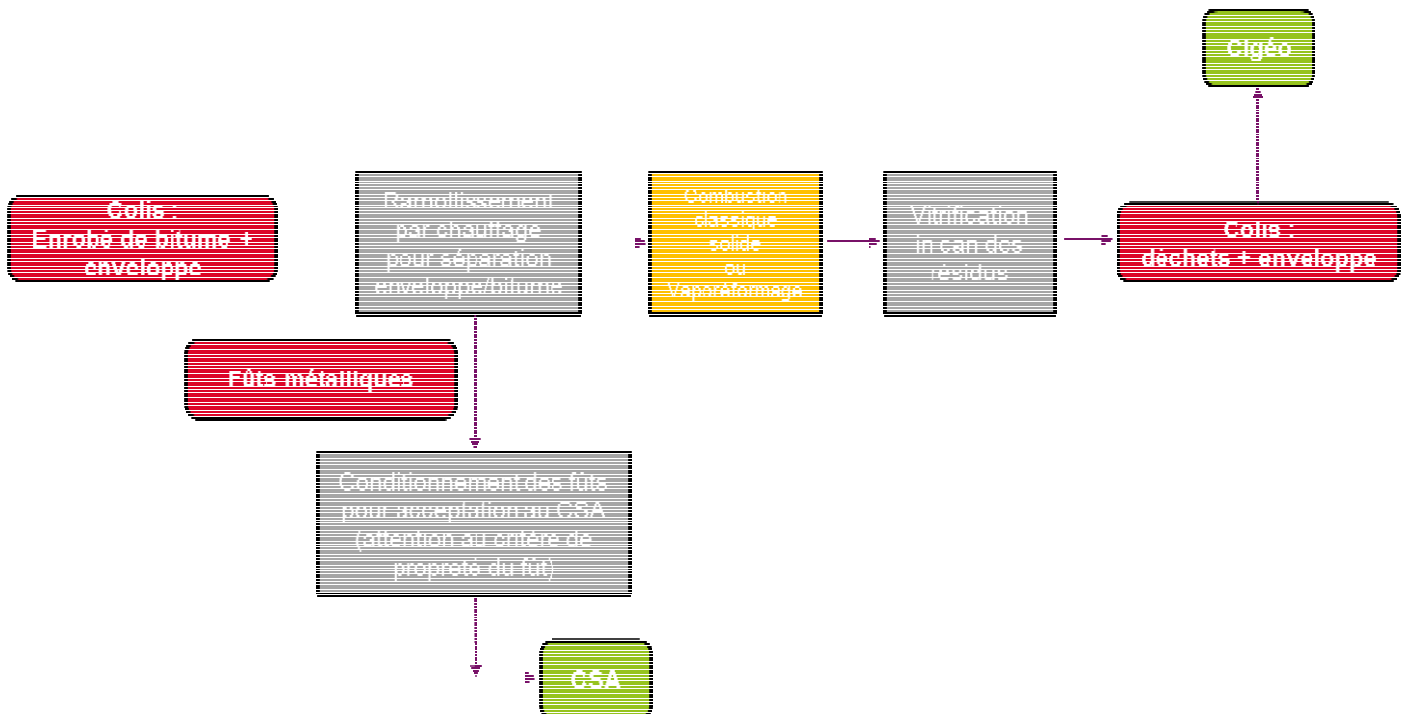 Cigéo
Colis :
Enrobé de bitume +
enveloppe
Ramollissement
par chauffage
pour séparation
enveloppe/bitume
Combustion
classique
solide
ou
Vaporéformage
Vitrification
in can des
résidus
Colis :
déchets + enveloppe
Fûts métalliques
Conditionnement des fûts
pour acceptation au CSA
(attention au critère de
propreté du fût)
CSA